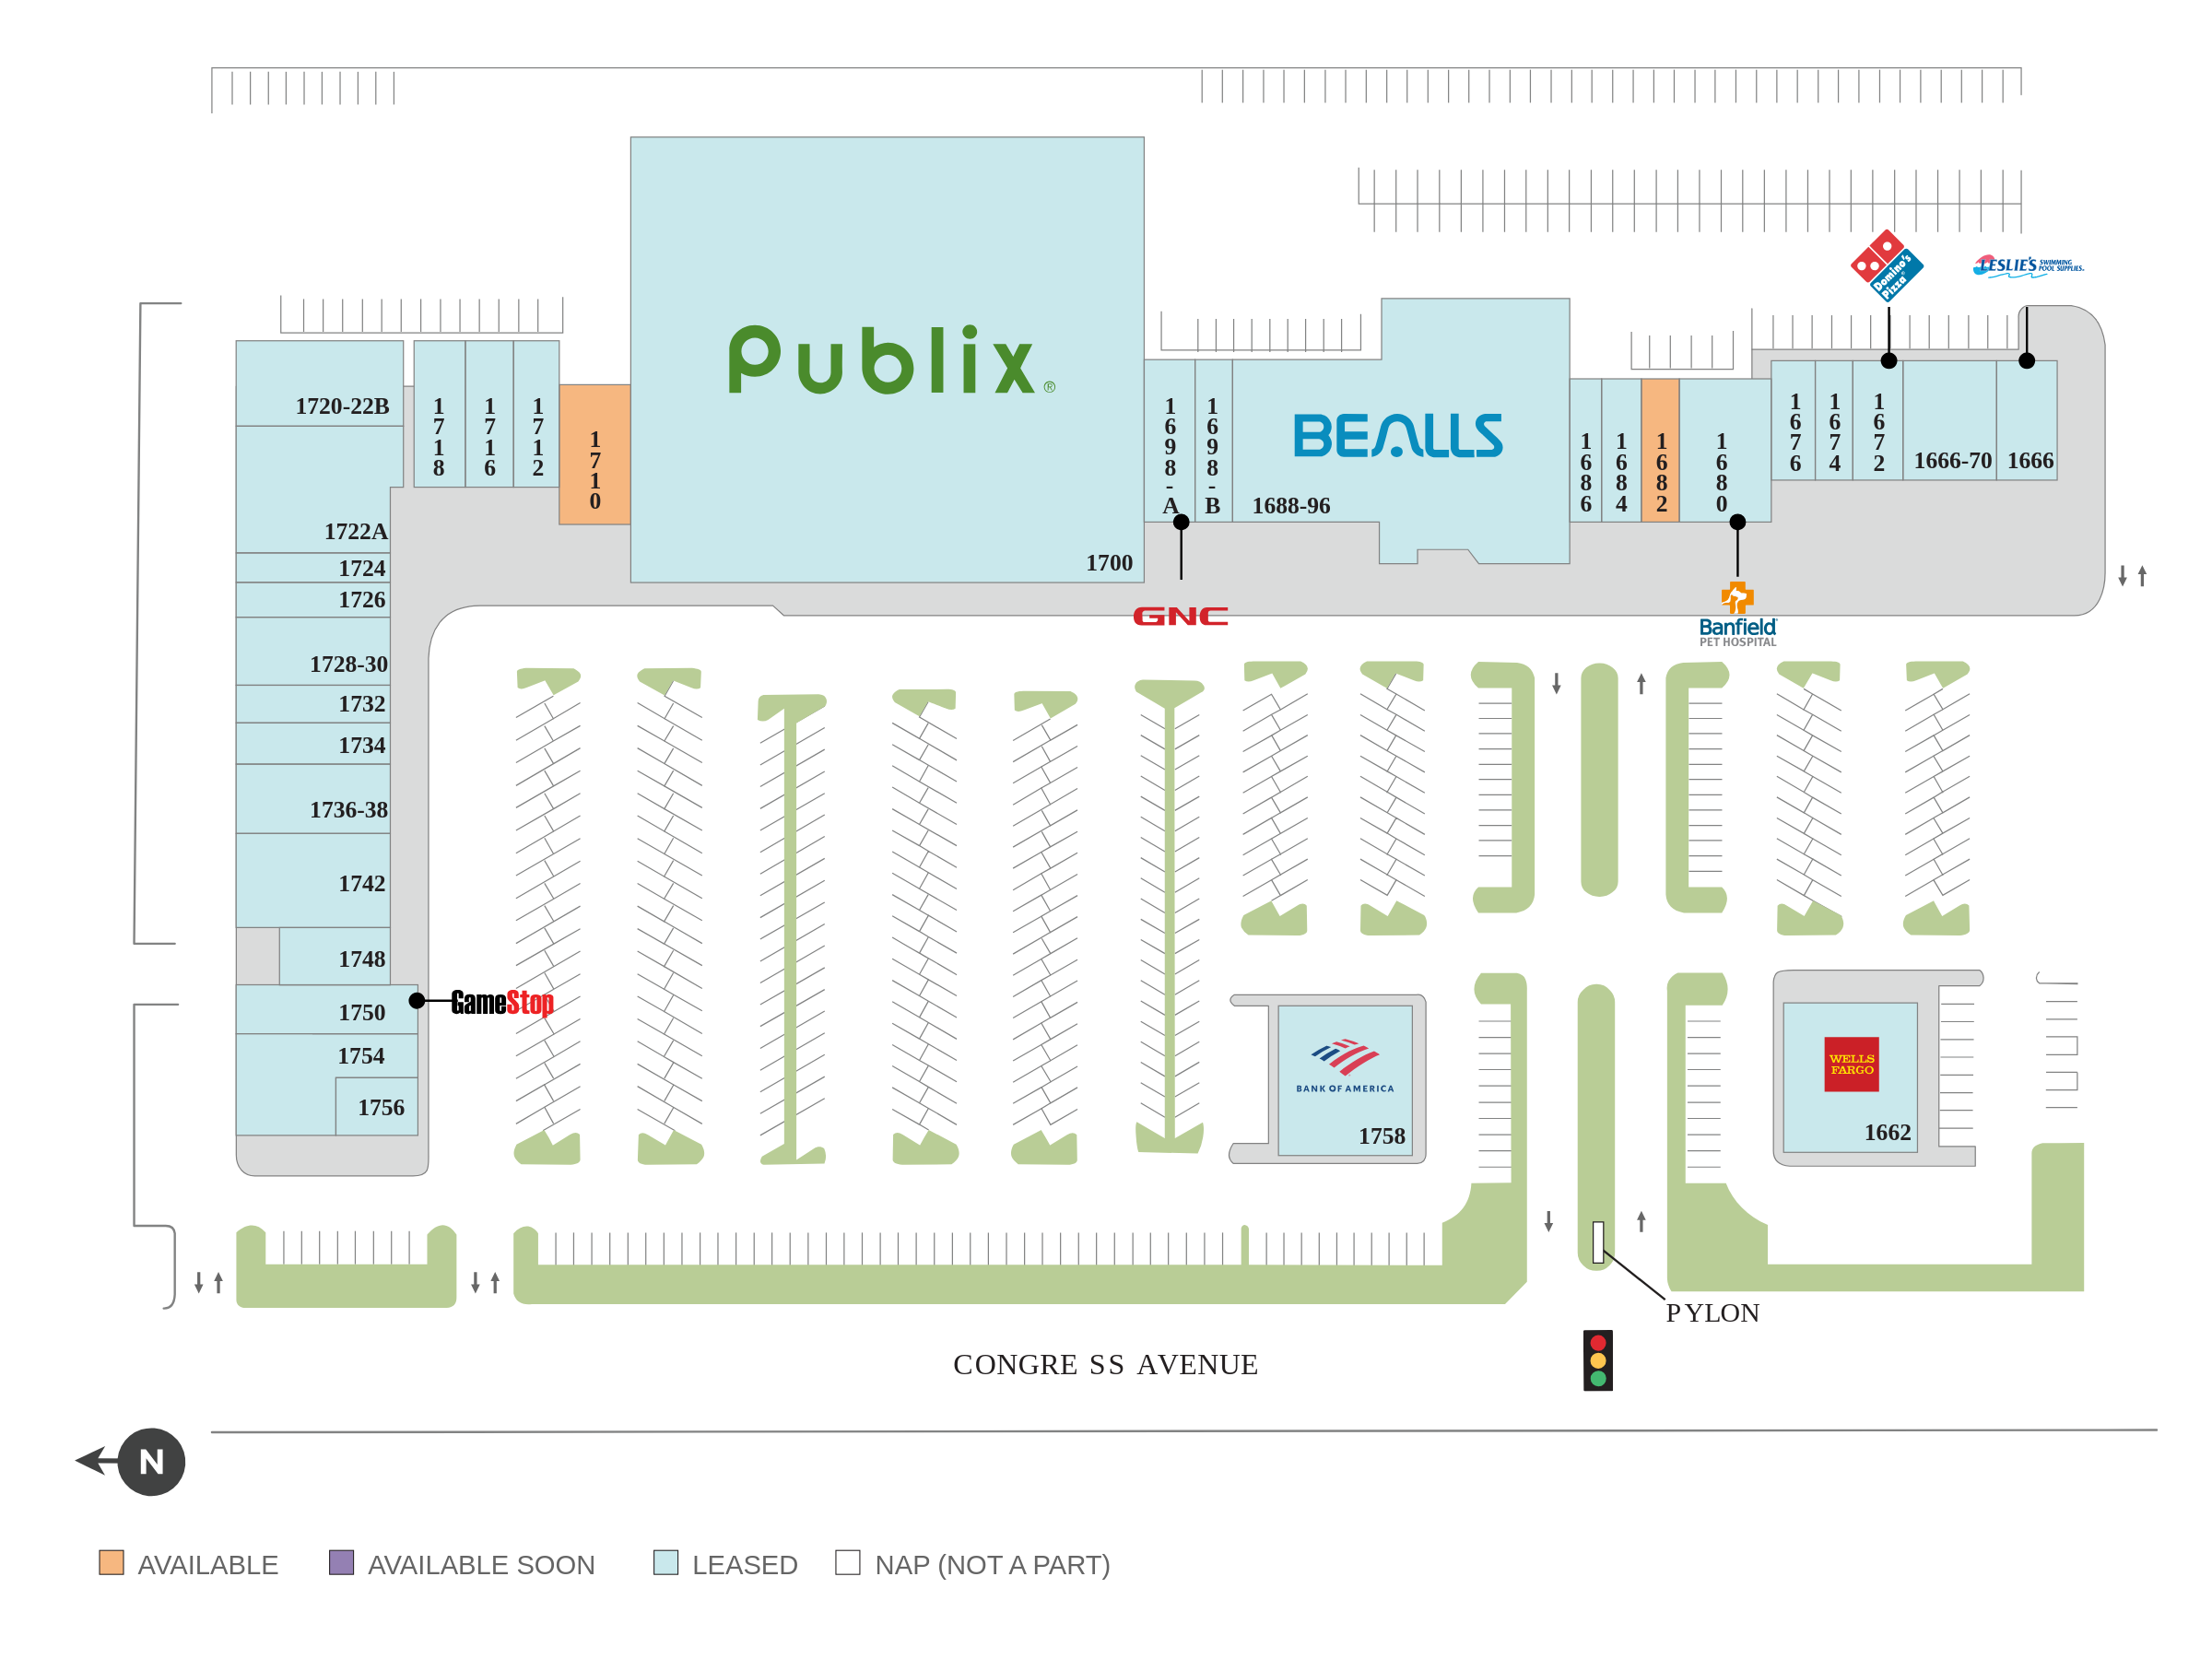 Domino's
Pizza
LESLIE'S SWIMMING
POOL SUPPLIES.
Publix®
BEALLS
1720-22B
1718
1716
1712
1710
1698-A
1698-B
1688-96
1686
1684
1682
1680
1676
1674
1672
1666-70
1666
1722A
1700
1724
1726
GNC
Banfield
PET HOSPITAL
1728-30
1732
1734
1736-38
1742
1748
1750
GameStop
1754
1756
BANK OF AMERICA
1758
WELLS
FARGO
1662
PYLON
CONGRESS AVENUE
N
AVAILABLE
AVAILABLE SOON
LEASED
NAP (NOT A PART)